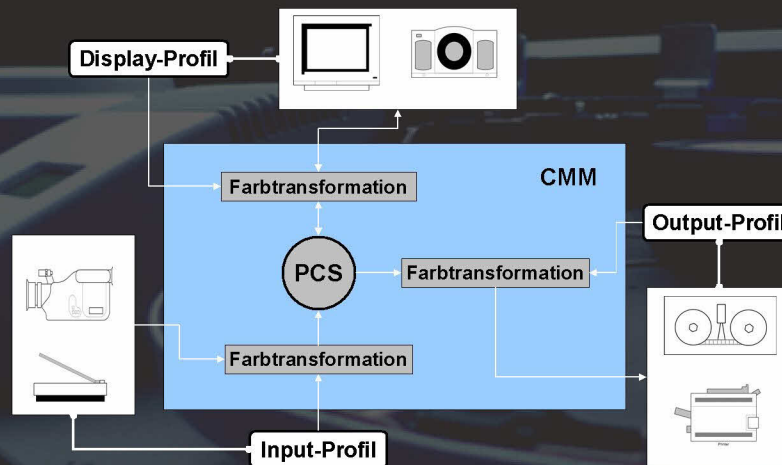 Display-Profil
Farbtransformation
CMM
Output-Profil
PCS
Farbtransformation
Farbtransformation
Input-Profil